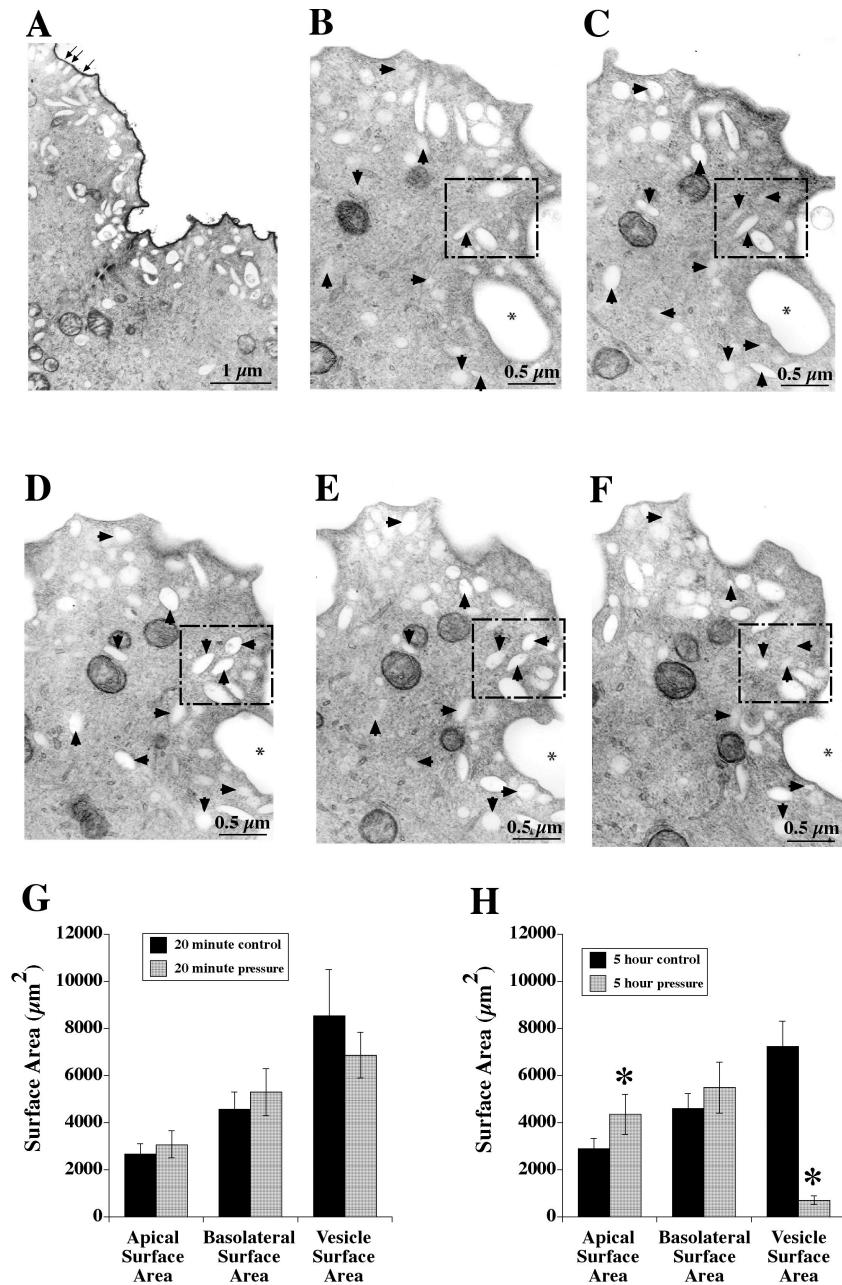 A
B
C
1 µm
*
0.5 µm
*
0.5 µm
D
E
F
*
0.5 µm
*
0.5 µm
*
0.5 µm
G
H
12000
10000
8000
6000
4000
2000
0
Surface Area (µm²)
20 minute control
20 minute pressure
Apical Surface Area
Basolateral Surface Area
Vesicle Surface Area
12000
10000
8000
6000
4000
2000
0
Surface Area (µm²)
5 hour control
5 hour pressure
*
*
Apical Surface Area
Basolateral Surface Area
Vesicle Surface Area